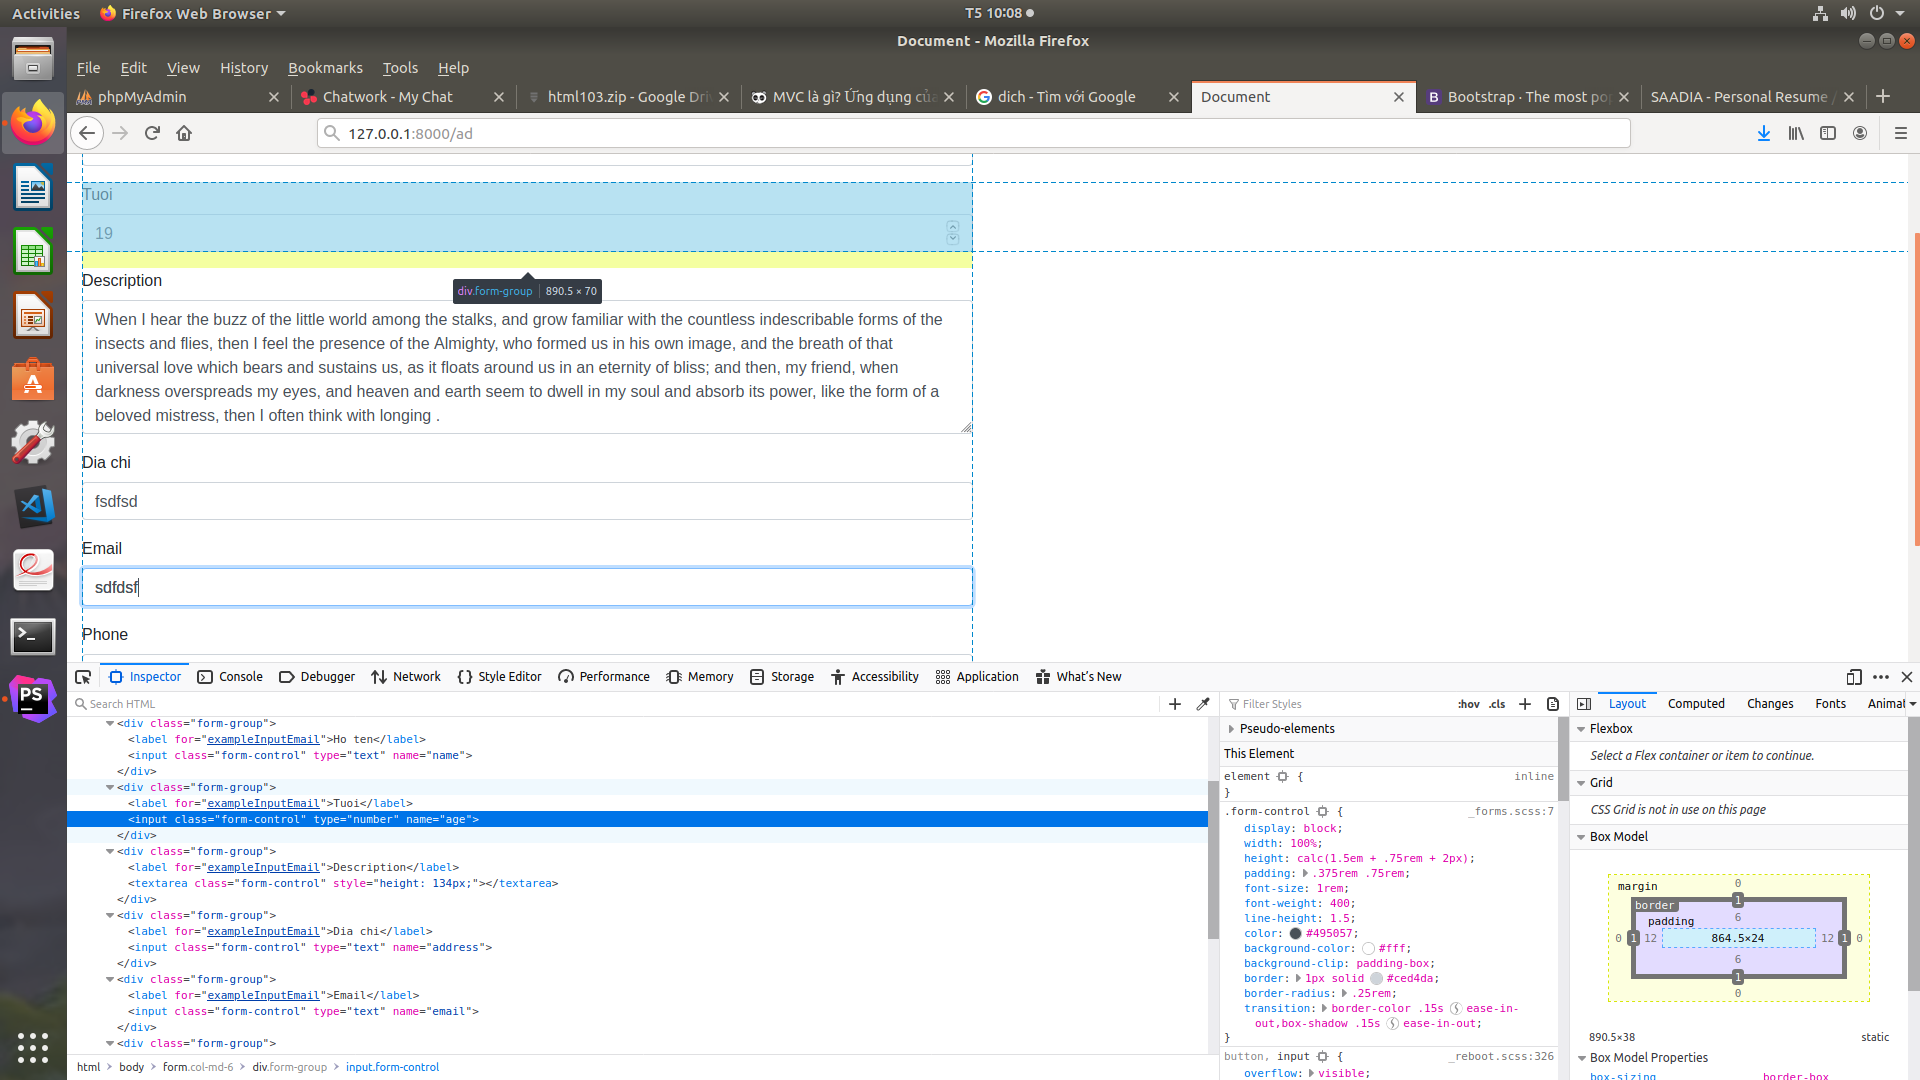 Activities
Firefox Web Browser
T5 10:08
Document - Mozilla Firefox
File Edit View History Bookmarks Tools Help
phpMyAdmin
Chatwork - My Chat
html103.zip - Google Dri
MVC là gì? Ứng dụng củ
dich - Tìm với Google
Document
Bootstrap · The most po
SAADIA - Personal Resume /
127.0.0.1:8000/ad
Tuoi
19
Description
div.form-group 890.5 × 70
When I hear the buzz of the little world among the stalks, and grow familiar with the countless indescribable forms of the
insects and flies, then I feel the presence of the Almighty, who formed us in his own image, and the breath of that
universal love which bears and sustains us, as it floats around us in an eternity of bliss; and then, my friend, when
darkness overspreads my eyes, and heaven and earth seem to dwell in my soul and absorb its power, like the form of a
beloved mistress, then I often think with longing .
Dia chi
fsdfsd
Email
sdfdsf
Phone
Inspector Console Debugger Network Style Editor Performance Memory Storage Accessibility Application What's New
Search HTML
<div class="form-group">
<label for="exampleInputEmail">Ho ten</label>
<input class="form-control" type="text" name="name">
</div>
<div class="form-group">
<label for="exampleInputEmail">Tuoi</label>
<input class="form-control" type="number" name="age">
</div>
<div class="form-group">
<label for="exampleInputEmail">Description</label>
<textarea class="form-control" style="height: 134px;"></textarea>
</div>
<div class="form-group">
<label for="exampleInputEmail">Dia chi</label>
<input class="form-control" type="text" name="address">
</div>
<div class="form-group">
<label for="exampleInputEmail">Email</label>
<input class="form-control" type="text" name="email">
</div>
<div class="form-group">
html > body > form.col-md-6 > div.form-group > input.form-control
Filter Styles
:hov .cls
Pseudo-elements
This Element
element { inline
}
.form-control { _forms.scss:7
display: block;
width: 100%;
height: calc(1.5em + .75rem + 2px);
padding: .375rem .75rem;
font-size: 1rem;
font-weight: 400;
line-height: 1.5;
color: #495057;
background-color: #fff;
background-clip: padding-box;
border: 1px solid #ced4da;
border-radius: .25rem;
transition: border-color .15s ease-in-
out,box-shadow .15s ease-in-out;
}
button, input { _reboot.scss:326
overflow: visible;
Layout Computed Changes Fonts Animat
Flexbox
Select a Flex container or item to continue.
Grid
CSS Grid is not in use on this page
Box Model
margin 0
border 1
padding 6
0 1 12 864.5×24 12 1 0
6
1
0
890.5×38 static
Box Model Properties
box-sizing border-box
PS